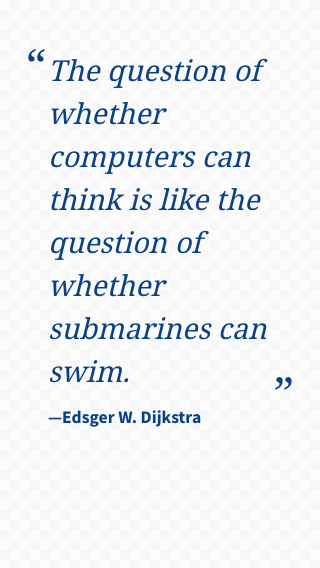 “ The question of
whether
computers can
think is like the
question of
whether
submarines can
swim. ”
—Edsger W. Dijkstra